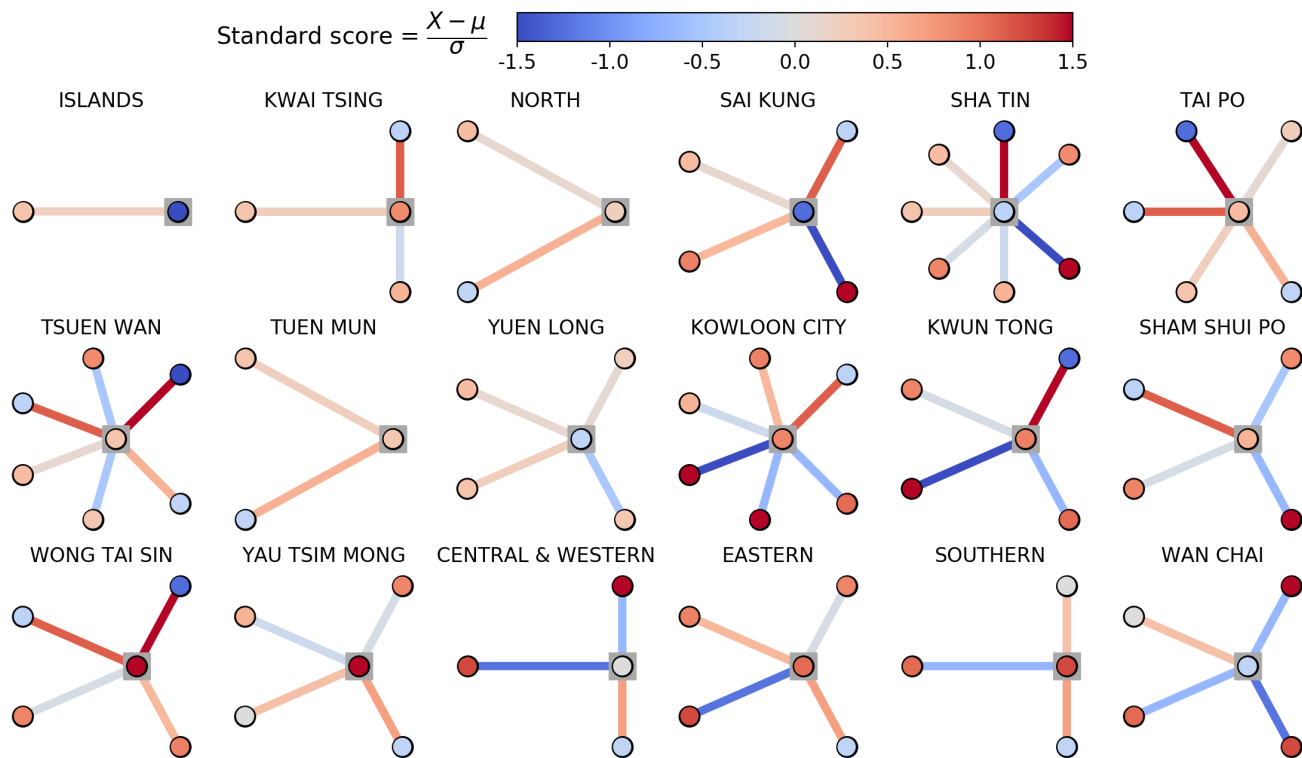 Standard score = X − μ / σ
-1.5 -1.0 -0.5 0.0 0.5 1.0 1.5
ISLANDS KWAI TSING NORTH SAI KUNG SHA TIN TAI PO
TSUEN WAN TUEN MUN YUEN LONG KOWLOON CITY KWUN TONG SHAM SHUI PO
WONG TAI SIN YAU TSIM MONG CENTRAL & WESTERN EASTERN SOUTHERN WAN CHAI